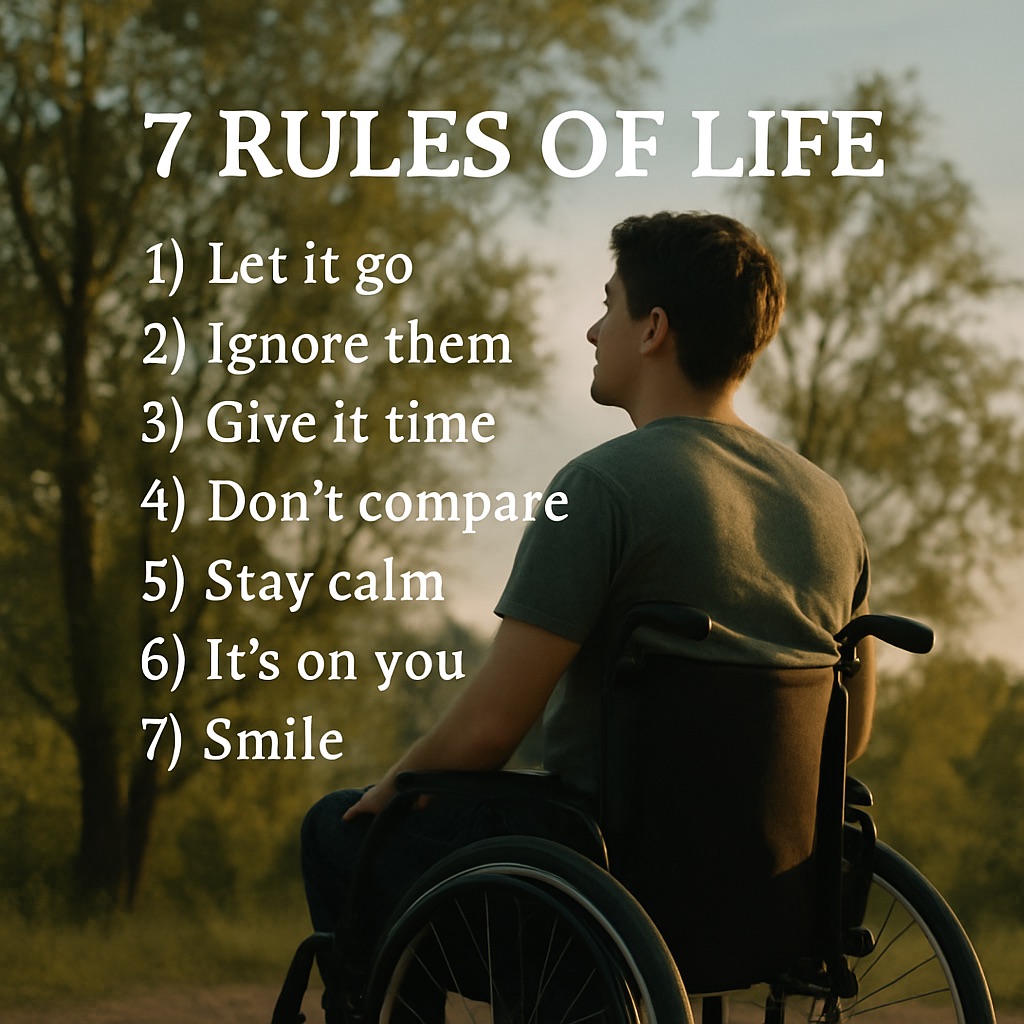 7 RULES OF LIFE
1) Let it go
2) Ignore them
3) Give it time
4) Don’t compare
5) Stay calm
6) It’s on you
7) Smile